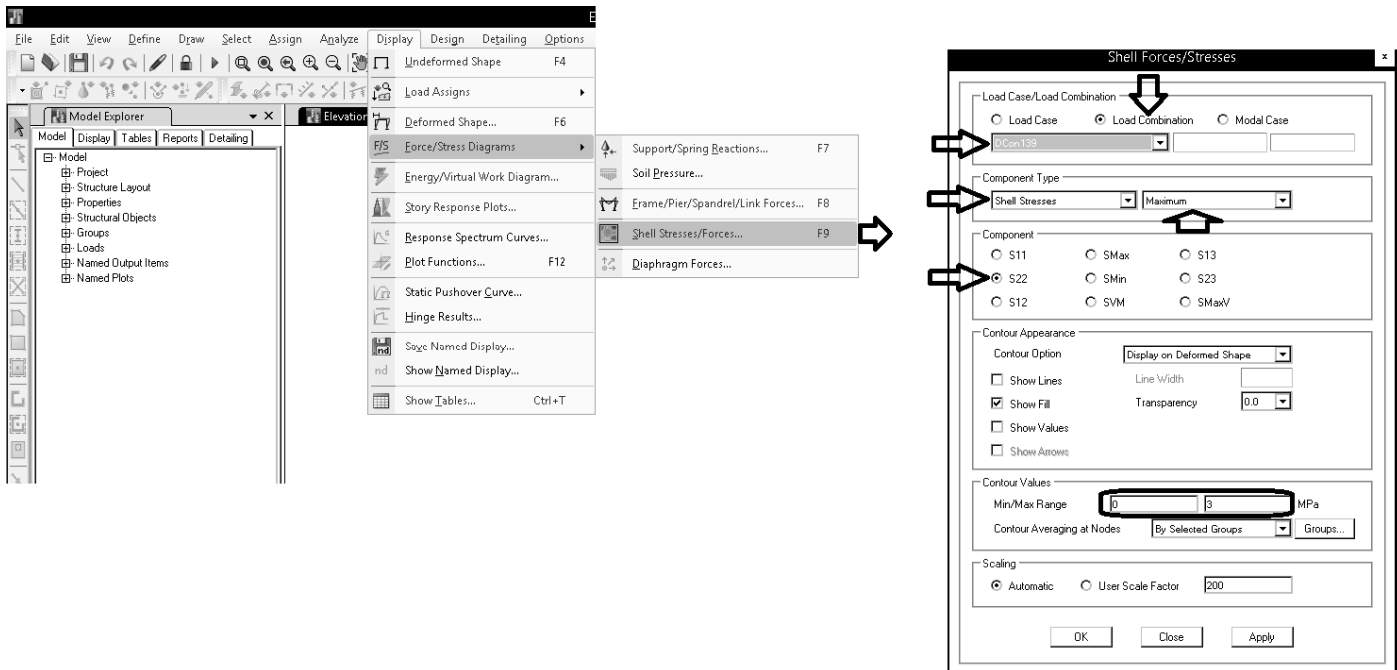 E
File Edit View Define Draw Select Assign Analyze Display Design Detailing Options
Model Explorer
Elevation
Model Display Tables Reports Detailing
Model
Project
Structure Layout
Properties
Structural Objects
Groups
Loads
Named Output Items
Named Plots
Undeformed Shape F4
Load Assigns
Deformed Shape... F6
F/S Force/Stress Diagrams
Energy/Virtual Work Diagram...
Story Response Plots...
Response Spectrum Curves...
Plot Functions... F12
Static Pushover Curve...
Hinge Results...
nd Save Named Display...
nd Show Named Display...
Show Tables... Ctrl+T
Support/Spring Reactions... F7
Soil Pressure...
Frame/Pier/Spandrel/Link Forces... F8
Shell Stresses/Forces... F9
Diaphragm Forces...
Shell Forces/Stresses x
Load Case/Load Combination
Load Case Load Combination Modal Case
DCon139
Component Type
Shell Stresses Maximum
Component
S11 SMax S13
S22 SMin S23
S12 SVM SMaxV
Contour Appearance
Contour Option Display on Deformed Shape
Show Lines Line Width
Show Fill Transparency 0.0
Show Values
Show Arrows
Contour Values
Min/Max Range 0 3 MPa
Contour Averaging at Nodes By Selected Groups Groups...
Scaling
Automatic User Scale Factor 200
OK Close Apply